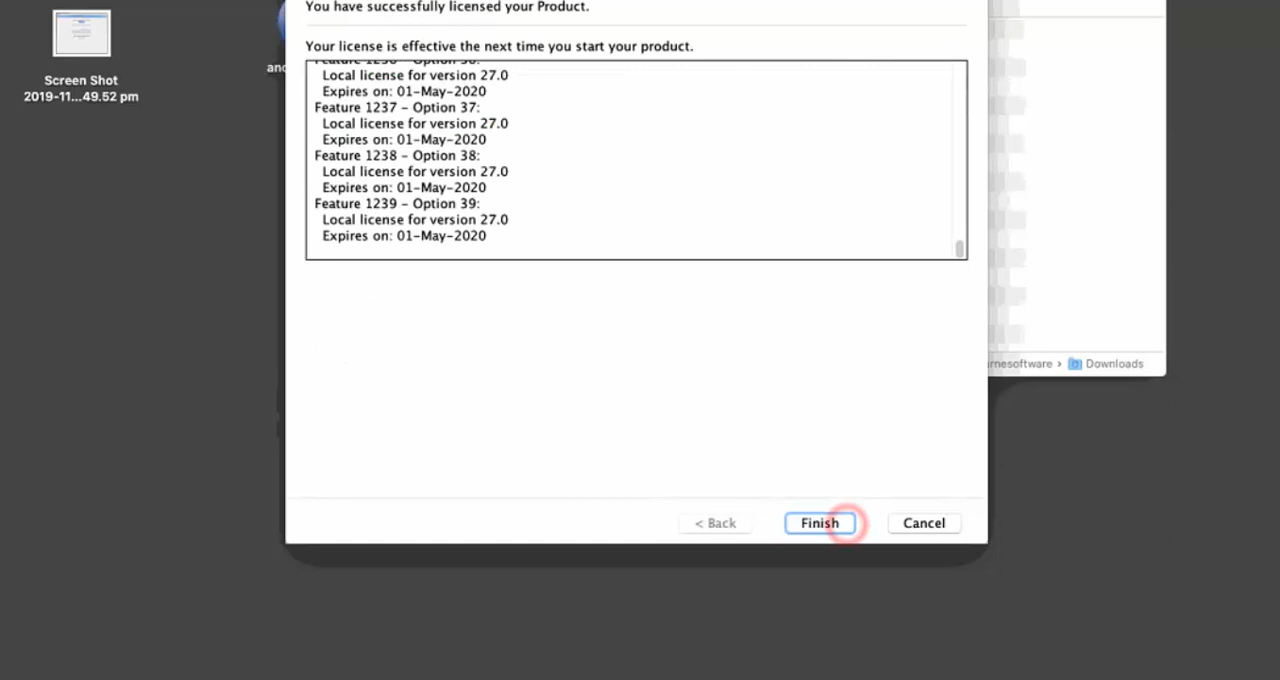 You have successfully licensed your Product.
Your license is effective the next time you start your product.
Local license for version 27.0
Expires on: 01-May-2020
Feature 1237 - Option 37:
Local license for version 27.0
Expires on: 01-May-2020
Feature 1238 - Option 38:
Local license for version 27.0
Expires on: 01-May-2020
Feature 1239 - Option 39:
Local license for version 27.0
Expires on: 01-May-2020
Screen Shot
2019-11...49.52 pm
and
rnesoftware › Downloads
< Back
Finish
Cancel